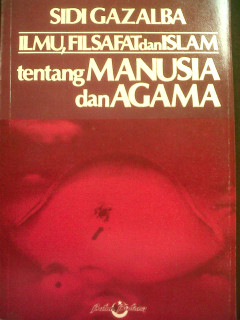 SIDI GAZALBA
ILMU, FILSAFAT dan ISLAM
tentang MANUSIA
dan AGAMA